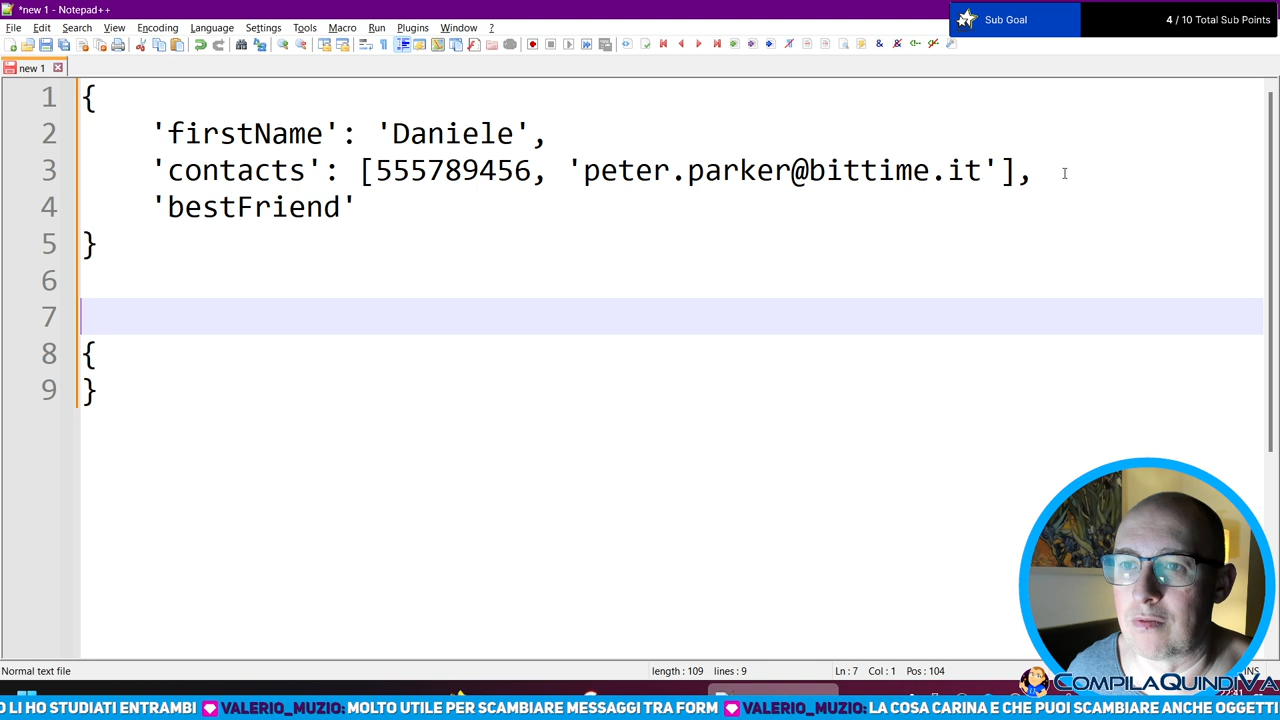 *new 1 - Notepad++
Sub Goal
4 / 10 Total Sub Points
File Edit Search View Encoding Language Settings Tools Macro Run Plugins Window ?
new 1
1 {
2 'firstName': 'Daniele',
3 'contacts': [555789456, 'peter.parker@bittime.it'],
4 'bestFriend'
5 }
6
7
8 {
9 }
Normal text file
length : 109 lines : 9
Ln : 7 Col : 1 Pos : 104
INS
COMPILAQUINDIVA
O LI HO STUDIATI ENTRAMBI VALERIO_MUZIO: MOLTO UTILE PER SCAMBIARE MESSAGGI TRA FORM VALERIO_MUZIO: LA COSA CARINA E CHE PUOI SCAMBIARE ANCHE OGGETTI